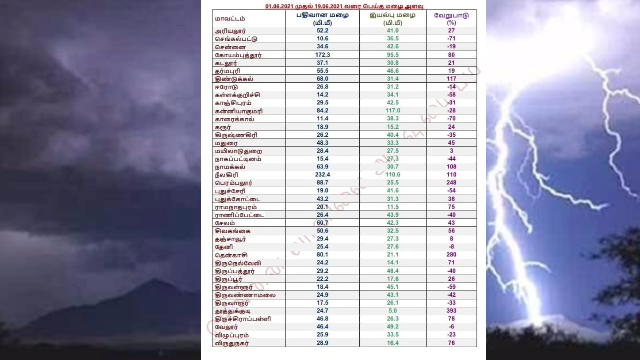 01.06.2021 முதல் 19.06.2021 வரை பெய்த மழை அளவு
மாவட்டம் பதிவான மழை (மி.மீ) இயல்பு மழை (மி.மீ) வேறுபாடு (%)
அரியலூர் 52.2 41.0 27
செங்கல்பட்டு 10.6 36.5 -71
சென்னை 34.6 42.6 -19
கோயம்புத்தூர் 172.3 95.5 80
கடலூர் 37.1 30.8 21
தர்மபுரி 55.5 46.6 19
திண்டுக்கல் 68.0 31.4 117
ஈரோடு 26.8 31.2 -14
கள்ளக்குறிச்சி 14.2 34.1 -58
காஞ்சிபுரம் 29.5 42.5 -31
கன்னியாகுமரி 84.2 117.0 -28
காரைக்கால் 11.4 38.3 -70
கரூர் 18.9 15.2 24
கிருஷ்ணகிரி 26.2 40.4 -35
மதுரை 48.3 33.3 45
மயிலாடுதுறை 28.4 27.5 3
நாகப்பட்டினம் 15.4 27.3 -44
நாமக்கல் 63.9 30.7 108
நீலகிரி 232.4 110.6 110
பெரம்பலூர் 88.7 25.5 248
புதுச்சேரி 19.0 41.6 -54
புதுக்கோட்டை 43.2 31.3 38
ராமநாதபுரம் 20.1 11.5 75
ராணிப்பேட்டை 26.4 43.9 -40
சேலம் 60.7 42.3 43
சிவகங்கை 50.6 32.5 56
தஞ்சாவூர் 29.4 27.3 8
தேனி 25.4 27.6 -8
தென்காசி 80.1 21.1 280
திருநெல்வேலி 24.2 14.1 71
திருப்பத்தூர் 29.2 48.4 -40
திருப்பூர் 22.2 17.6 26
திருவள்ளூர் 18.4 45.1 -59
திருவண்ணாமலை 24.9 43.1 -42
திருவாரூர் 17.5 26.1 -33
தூத்துக்குடி 24.7 5.0 393
திருச்சிராப்பள்ளி 46.8 26.3 78
வேலூர் 46.4 49.2 -6
விழுப்புரம் 25.9 33.5 -23
விருதுநகர் 28.9 16.4 76